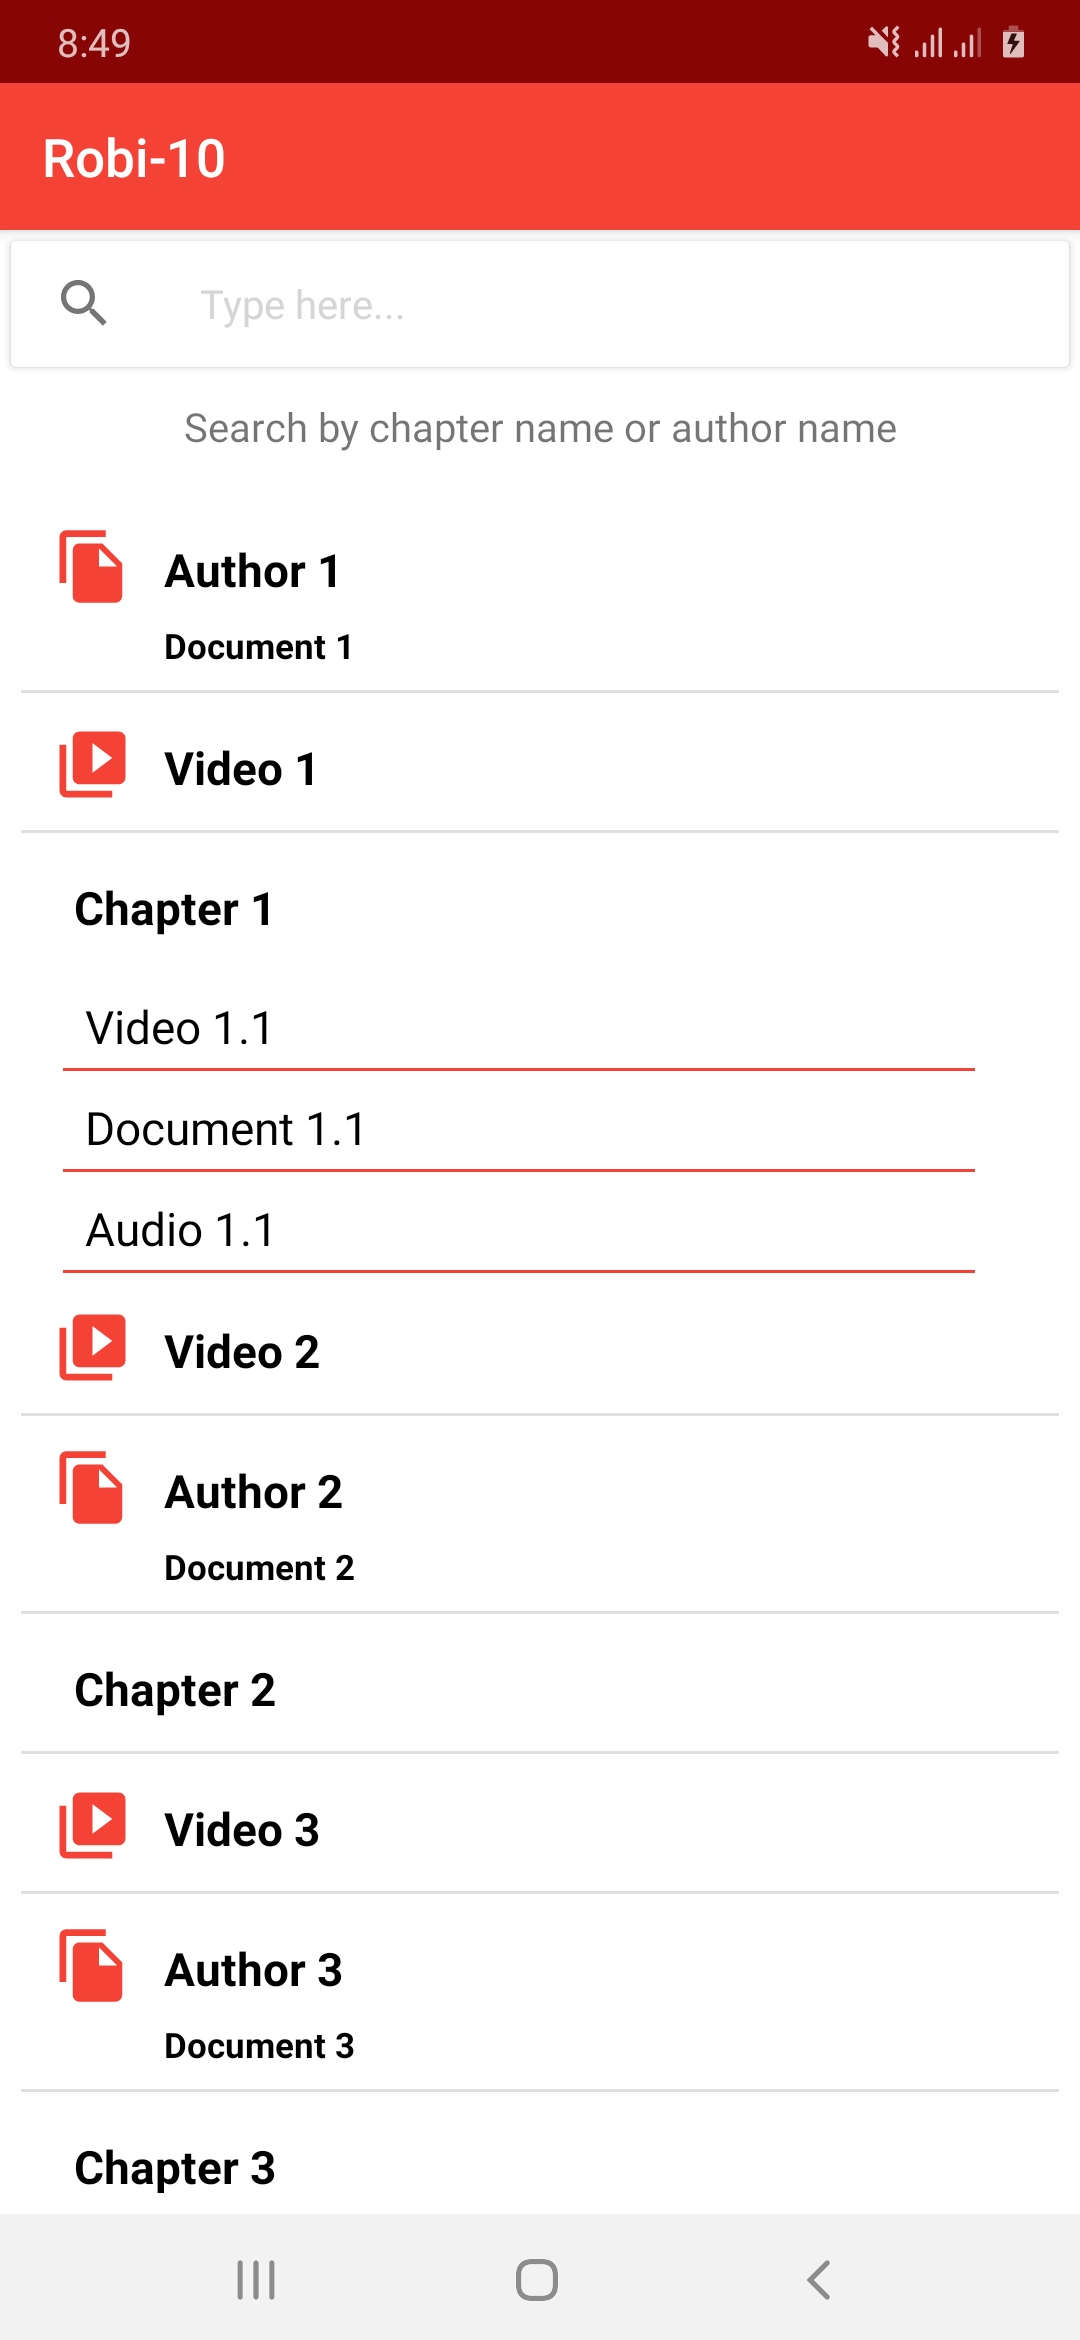 8:49
Robi-10
Type here...
Search by chapter name or author name
Author 1
Document 1
Video 1
Chapter 1
Video 1.1
Document 1.1
Audio 1.1
Video 2
Author 2
Document 2
Chapter 2
Video 3
Author 3
Document 3
Chapter 3